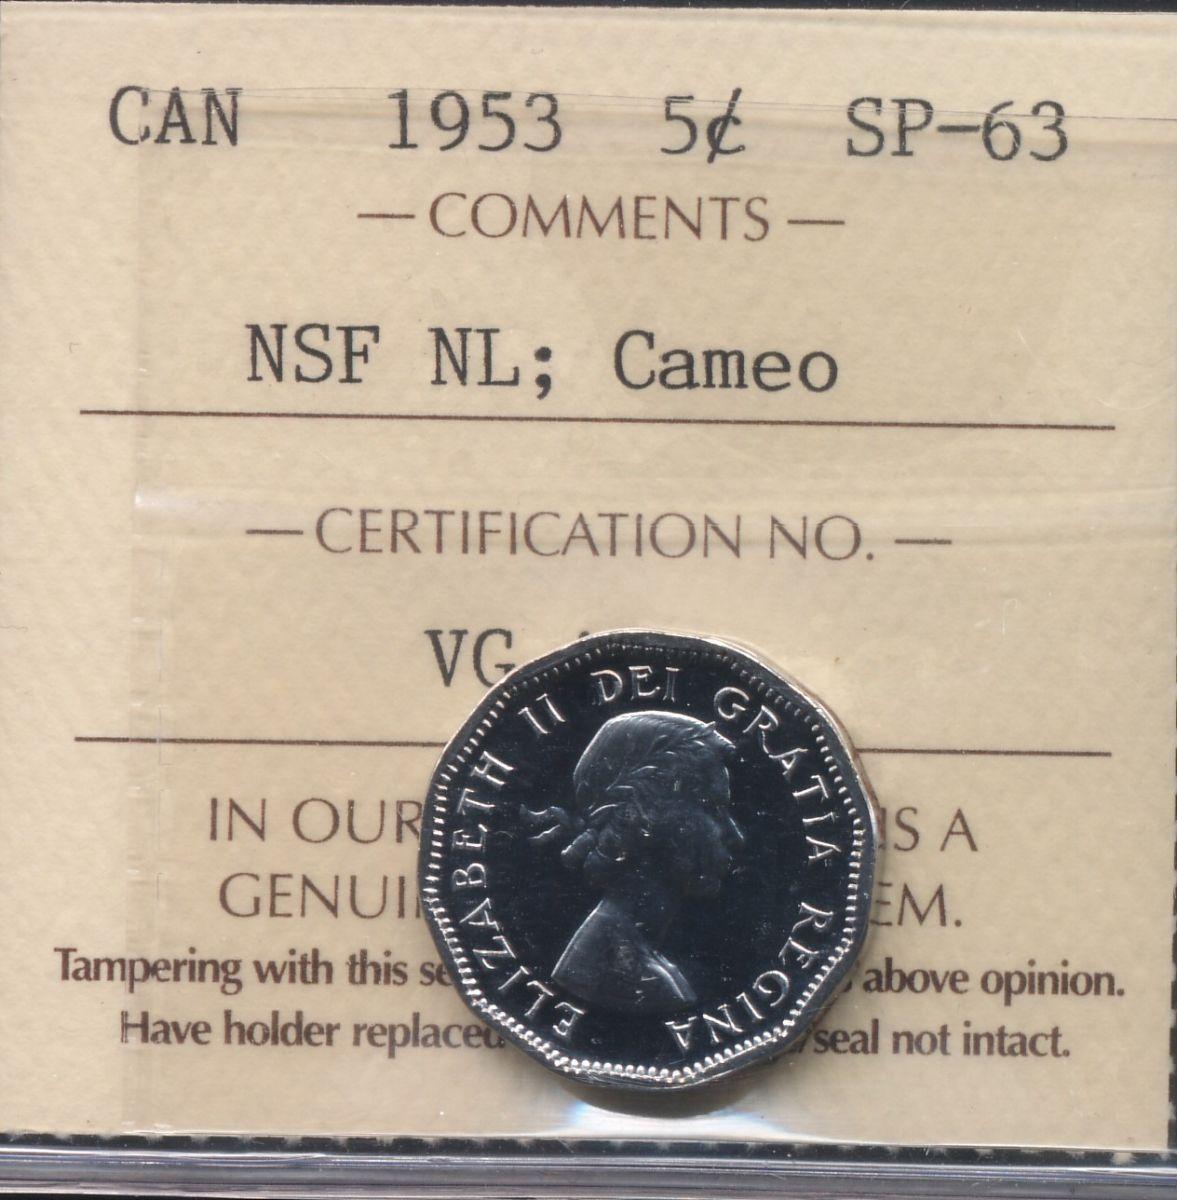 CAN 1953 5¢ SP-63
— COMMENTS —
NSF NL; Cameo
— CERTIFICATION NO. —
VG
IN OUR IS A
GENUI EM.
Tampering with this se above opinion.
Have holder replaced /seal not intact.
ELIZABETH II DEI GRATIA REGINA